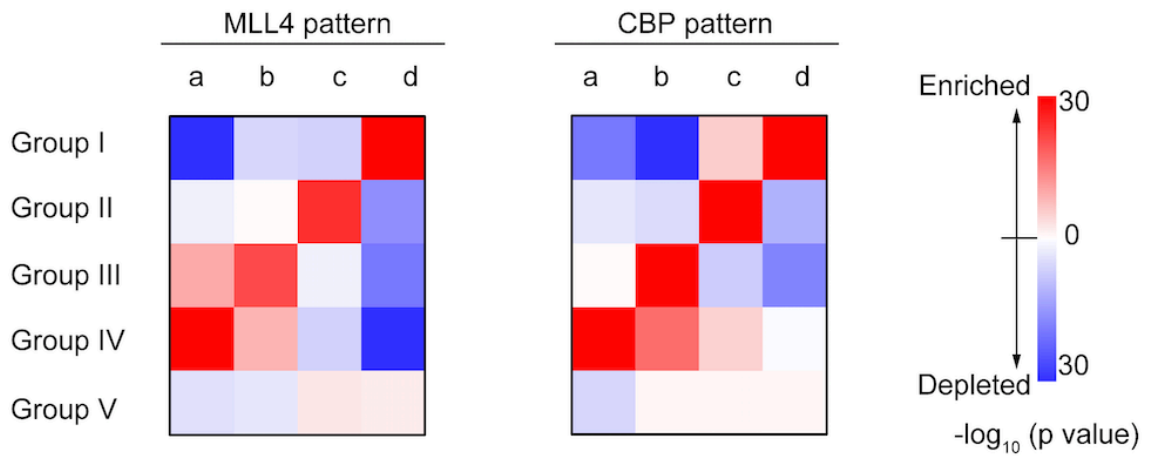 MLL4 pattern
CBP pattern
a b c d
a b c d
Enriched
30
Group I
Group II
0
Group III
Group IV
30
Depleted
Group V
-log10 (p value)